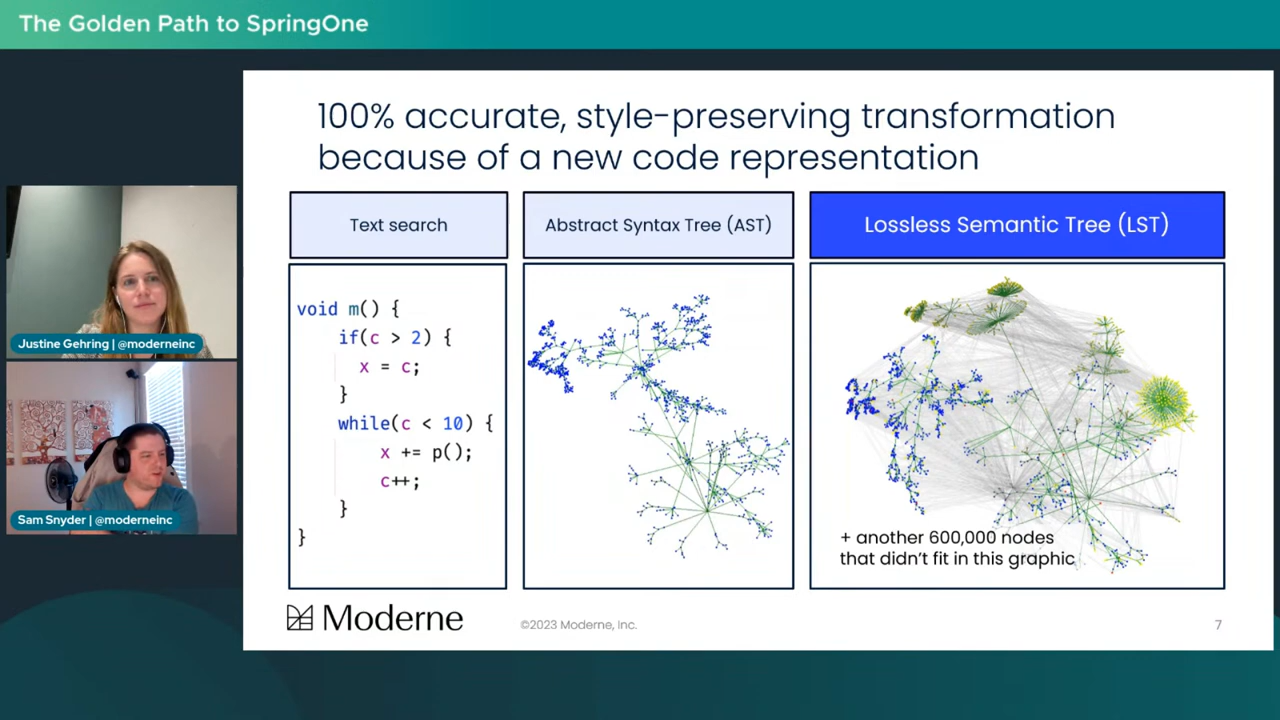 The Golden Path to SpringOne
100% accurate, style-preserving transformation
because of a new code representation
Text search
Abstract Syntax Tree (AST)
Lossless Semantic Tree (LST)
void m() {
if(c > 2) {
x = c;
}
while(c < 10) {
x += p();
c++;
}
}
+ another 600,000 nodes
that didn't fit in this graphic
Justine Gehring | @moderneinc
Sam Snyder | @moderneinc
Moderne
©2023 Moderne, Inc.
7